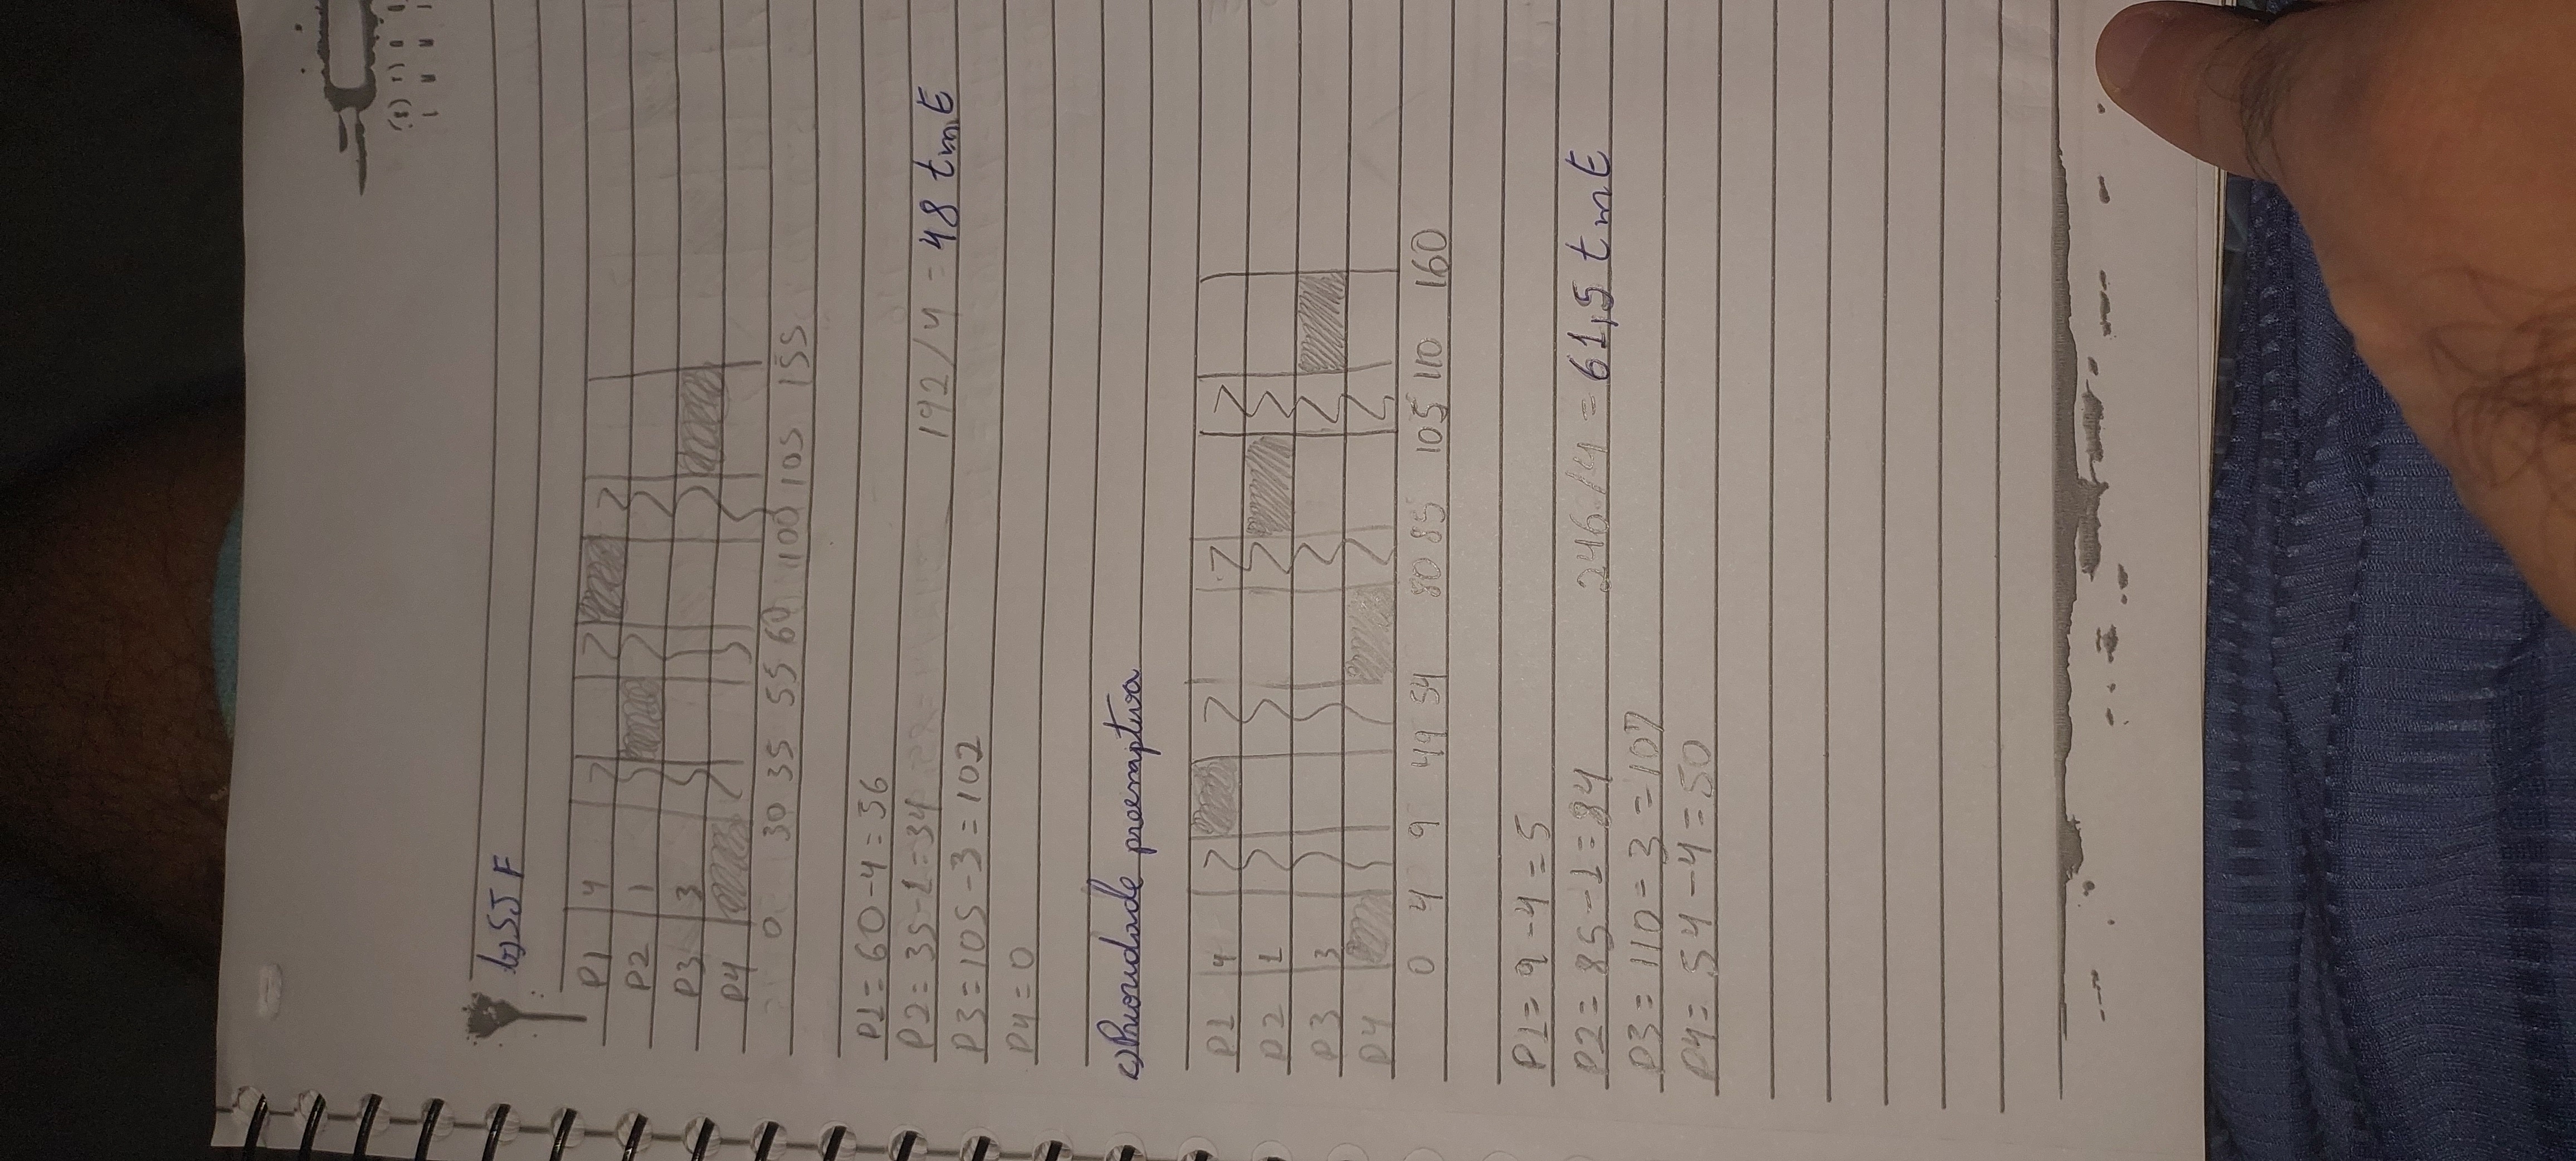 b) SJF
P1 4
P2 1
P3 3
P4
0 30 35 55 60 100 105 155
P1 = 60 - 4 = 56
P2 = 35 - 1 = 34
192 / 4 = 48 tmE
P3 = 105 - 3 = 102
P4 = 0
c) Prioridade preemptiva
P1 4
P2 1
P3 3
P4
0 4 9 49 54 80 85 105 110 160
P1 = 9 - 4 = 5
P2 = 85 - 1 = 84
246 / 4 = 61,5 tmE
P3 = 110 - 3 = 107
P4 = 54 - 4 = 50